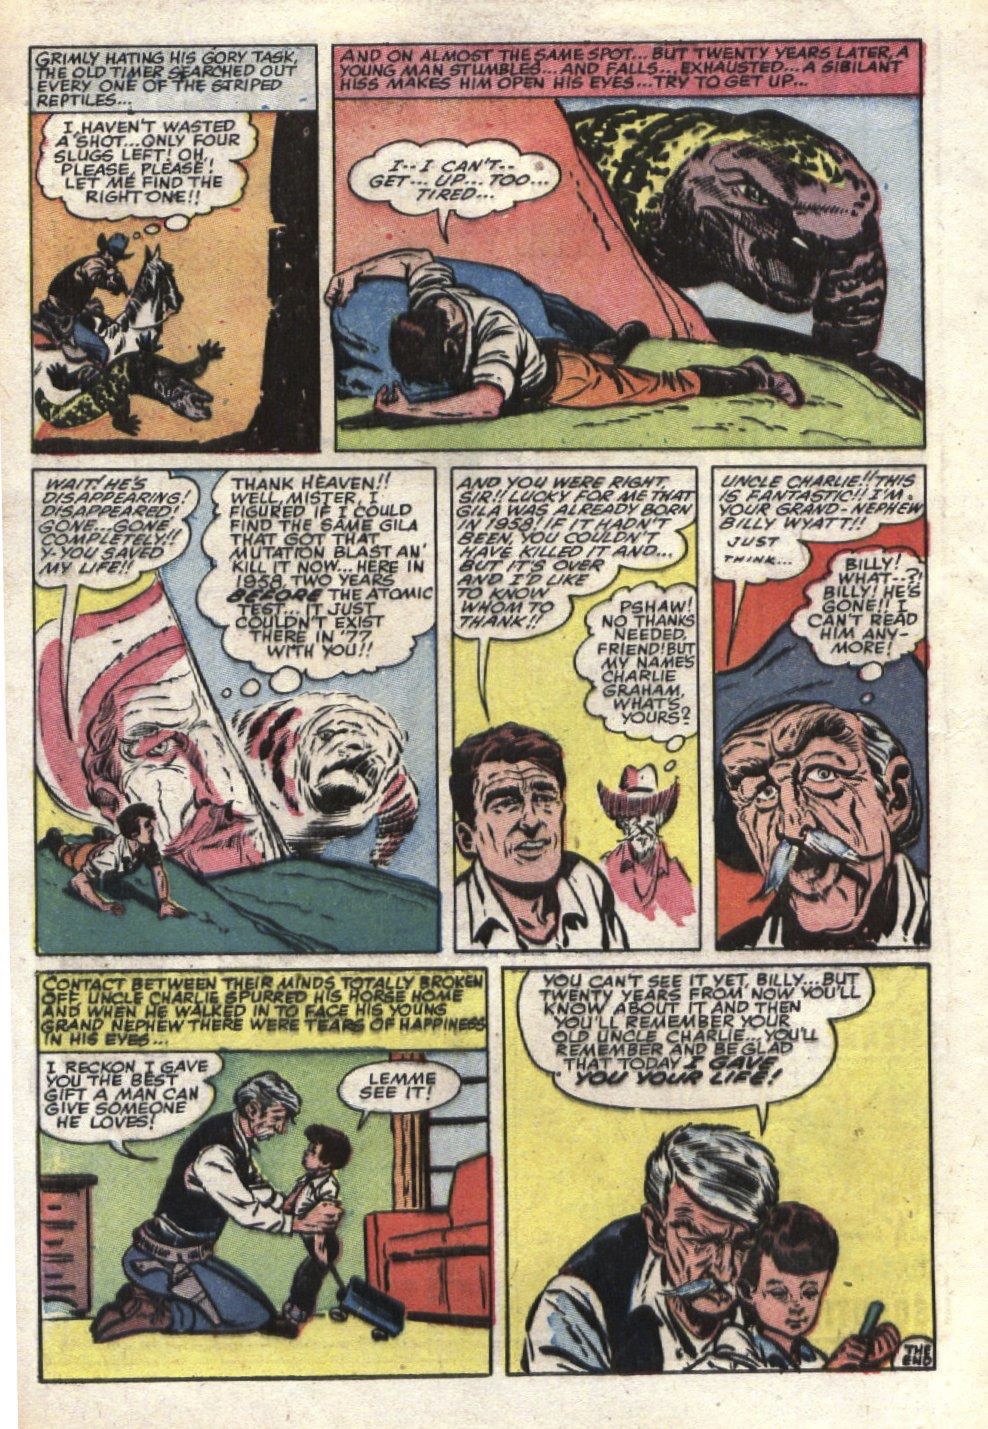 GRIMLY HATING HIS GORY TASK,
THE OLD TIMER SEARCHED OUT
EVERY ONE OF THE STRIPED
REPTILES...
I HAVEN'T WASTED
A SHOT...ONLY FOUR
SLUGS LEFT! OH,
PLEASE, PLEASE!
LET ME FIND THE
RIGHT ONE!!
AND ON ALMOST THE SAME SPOT... BUT TWENTY YEARS LATER, A
YOUNG MAN STUMBLES...AND FALLS... EXHAUSTED... A SIBILANT
HISS MAKES HIM OPEN HIS EYES...TRY TO GET UP...
I-- I CAN'T--
GET... UP... TOO...
TIRED...
WAIT! HE'S
DISAPPEARING!
DISAPPEARED!
GONE...GONE
COMPLETELY!!
Y-YOU SAVED
MY LIFE!!
THANK HEAVEN!!
WELL, MISTER, I
FIGURED IF I COULD
FIND THE SAME GILA
THAT GOT THAT
MUTATION BLAST AN'
KILL IT NOW... HERE IN
1958, TWO YEARS
BEFORE THE ATOMIC
TEST... IT JUST
COULDN'T EXIST
THERE IN '77,
WITH YOU!!
AND YOU WERE RIGHT,
SIR!! LUCKY FOR ME THAT
GILA WAS ALREADY BORN
IN 1958! IF IT HADN'T
BEEN, YOU COULDN'T
HAVE KILLED IT AND...
BUT IT'S OVER
AND I'D LIKE
TO KNOW
WHOM TO
THANK!!
PSHAW!
NO THANKS
NEEDED,
FRIEND! BUT
MY NAME'S
CHARLIE
GRAHAM,
WHAT'S
YOURS?
UNCLE CHARLIE!! THIS
IS FANTASTIC!! I'M
YOUR GRAND-NEPHEW
BILLY WYATT!!
JUST
THINK...
BILLY!
WHAT--?!
BILLY! HE'S
GONE!! I
CAN'T READ
HIM ANY-
MORE!
CONTACT BETWEEN THEIR MINDS TOTALLY BROKEN
OFF, UNCLE CHARLIE SPURRED HIS HORSE HOME
AND WHEN HE WALKED IN TO FACE HIS YOUNG
GRAND NEPHEW THERE WERE TEARS OF HAPPINESS
IN HIS EYES...
I RECKON I GAVE
YOU THE BEST
GIFT A MAN CAN
GIVE SOMEONE
HE LOVES!
LEMME
SEE IT!
YOU CAN'T SEE IT YET, BILLY... BUT
TWENTY YEARS FROM NOW YOU'LL
KNOW ABOUT IT AND THEN
YOU'LL REMEMBER YOUR
OLD UNCLE CHARLIE... YOU'LL
REMEMBER AND BE GLAD
THAT TODAY I GAVE
YOU YOUR LIFE!
THE
END